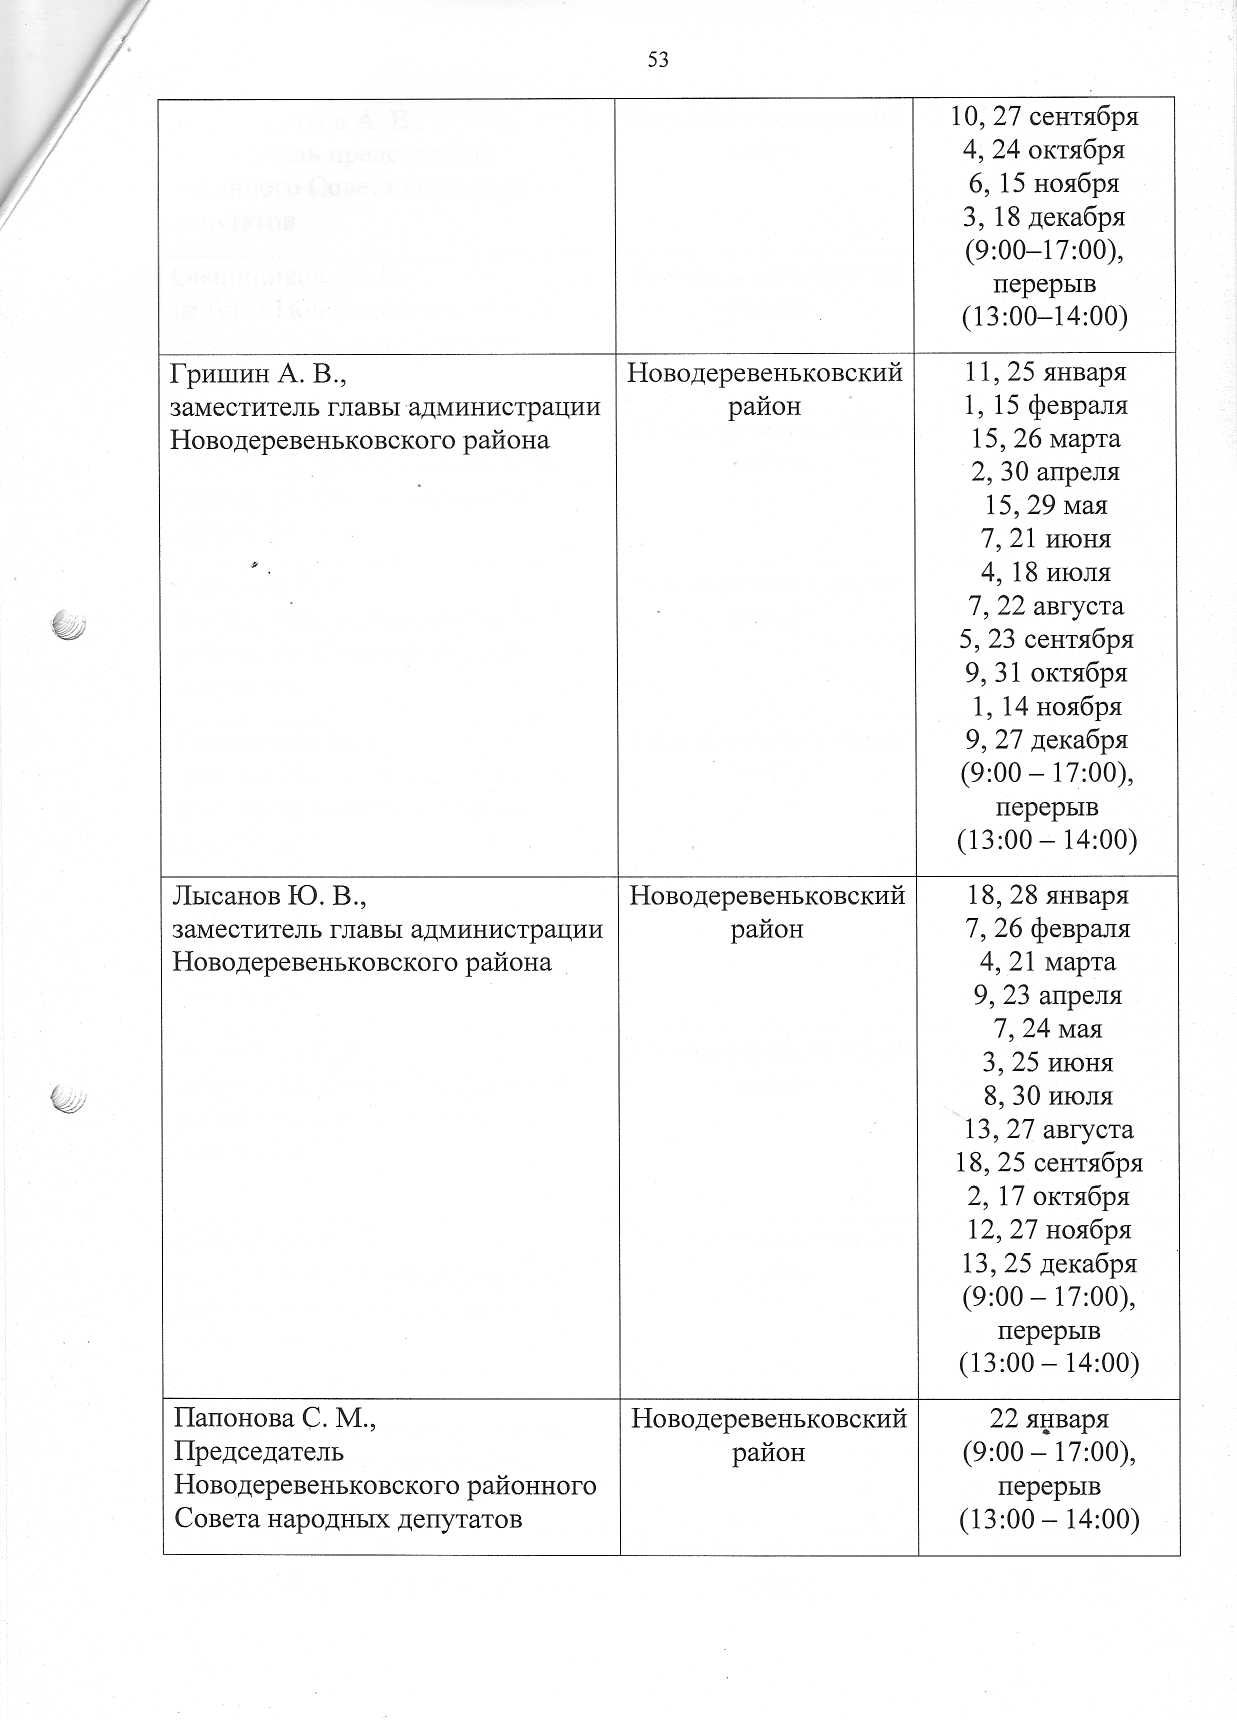 53
10, 27 сентября
4, 24 октября
6, 15 ноября
3, 18 декабря
(9:00–17:00),
перерыв
(13:00–14:00)
Гришин А. В.,
заместитель главы администрации
Новодеревеньковского района
Новодеревеньковский
район
11, 25 января
1, 15 февраля
15, 26 марта
2, 30 апреля
15, 29 мая
7, 21 июня
4, 18 июля
7, 22 августа
5, 23 сентября
9, 31 октября
1, 14 ноября
9, 27 декабря
(9:00 – 17:00),
перерыв
(13:00 – 14:00)
Лысанов Ю. В.,
заместитель главы администрации
Новодеревеньковского района
Новодеревеньковский
район
18, 28 января
7, 26 февраля
4, 21 марта
9, 23 апреля
7, 24 мая
3, 25 июня
8, 30 июля
13, 27 августа
18, 25 сентября
2, 17 октября
12, 27 ноября
13, 25 декабря
(9:00 – 17:00),
перерыв
(13:00 – 14:00)
Папонова С. М.,
Председатель
Новодеревеньковского районного
Совета народных депутатов
Новодеревеньковский
район
22 января
(9:00 – 17:00),
перерыв
(13:00 – 14:00)